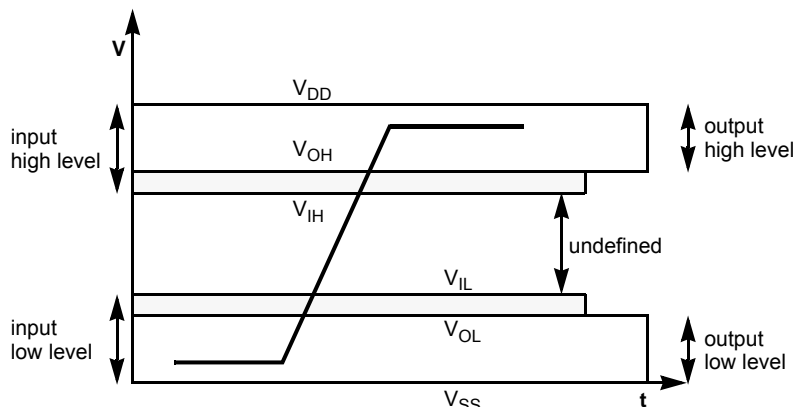 V
V_DD
input
high level
V_OH
output
high level
V_IH
undefined
V_IL
input
low level
V_OL
output
low level
V_SS
t